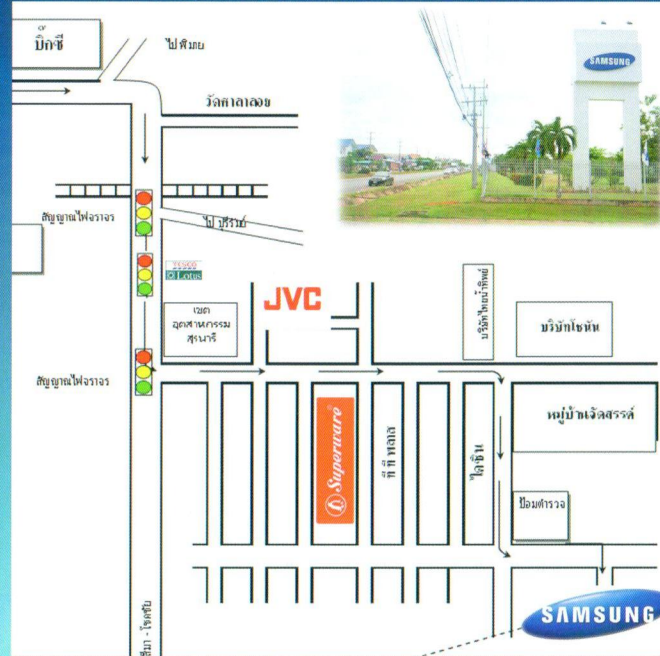 บิ๊กซี
ไปพิมาย
วัดศาลาลอย
SAMSUNG
สัญญาณไฟจราจร
ไป บุรีรัมย์
TESCO
Lotus
เขต
อุตสาหกรรม
สุรนารี
JVC
บริษัทไทยน้ำทิพย์
บริษัทโชนัน
สัญญาณไฟจราจร
Superware
ที ที พลาส
ไดชิน
หมู่บ้านจัดสรรค์
ป้อมตำรวจ
สีมา - โชคชัย
SAMSUNG